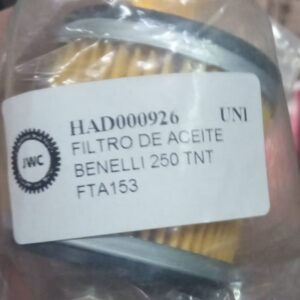 HAD000926 UNI
JWC
FILTRO DE ACEITE
BENELLI 250 TNT
FTA153